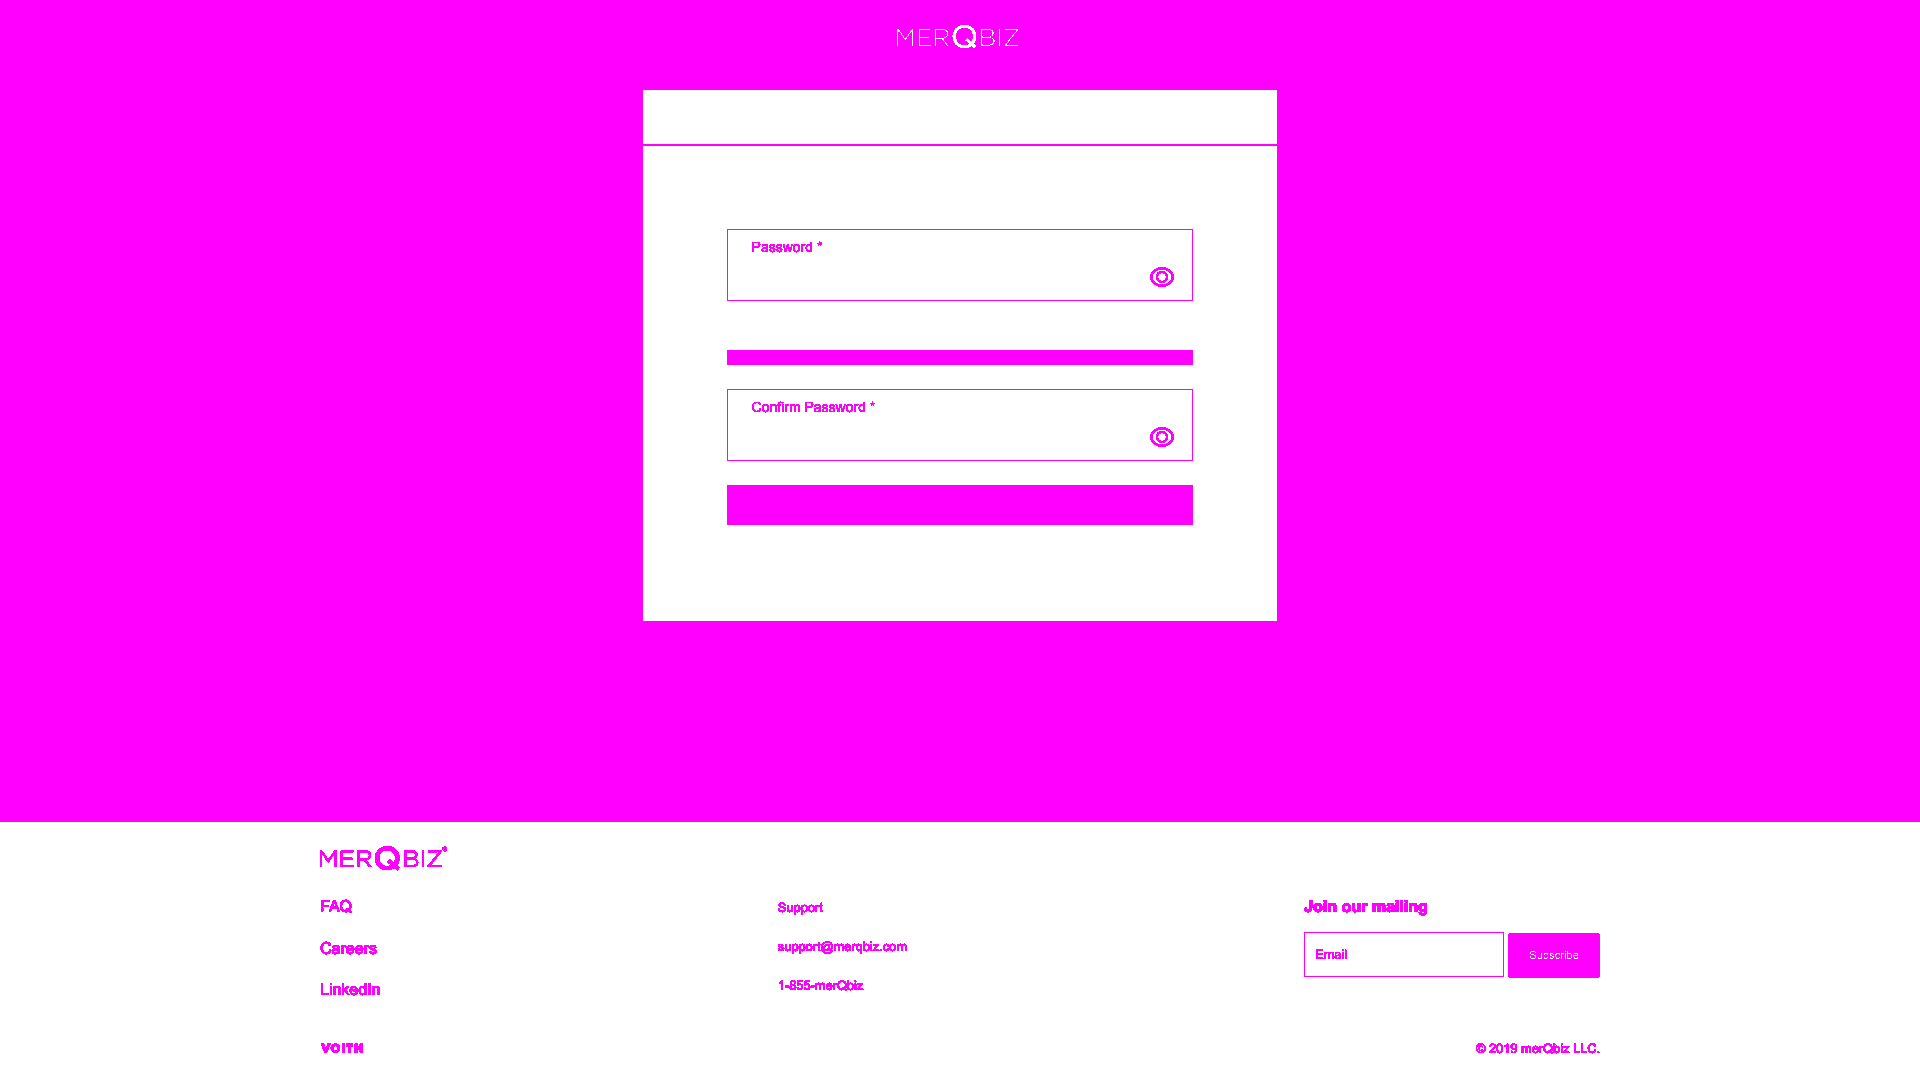 MERQBIZ
Password *
Confirm Password *
MERQBIZ
FAQ
Careers
LinkedIn
Support
support@merqbiz.com
1-855-merQbiz
Join our mailing
Email
Subscribe
VOITH
© 2019 merQbiz LLC.